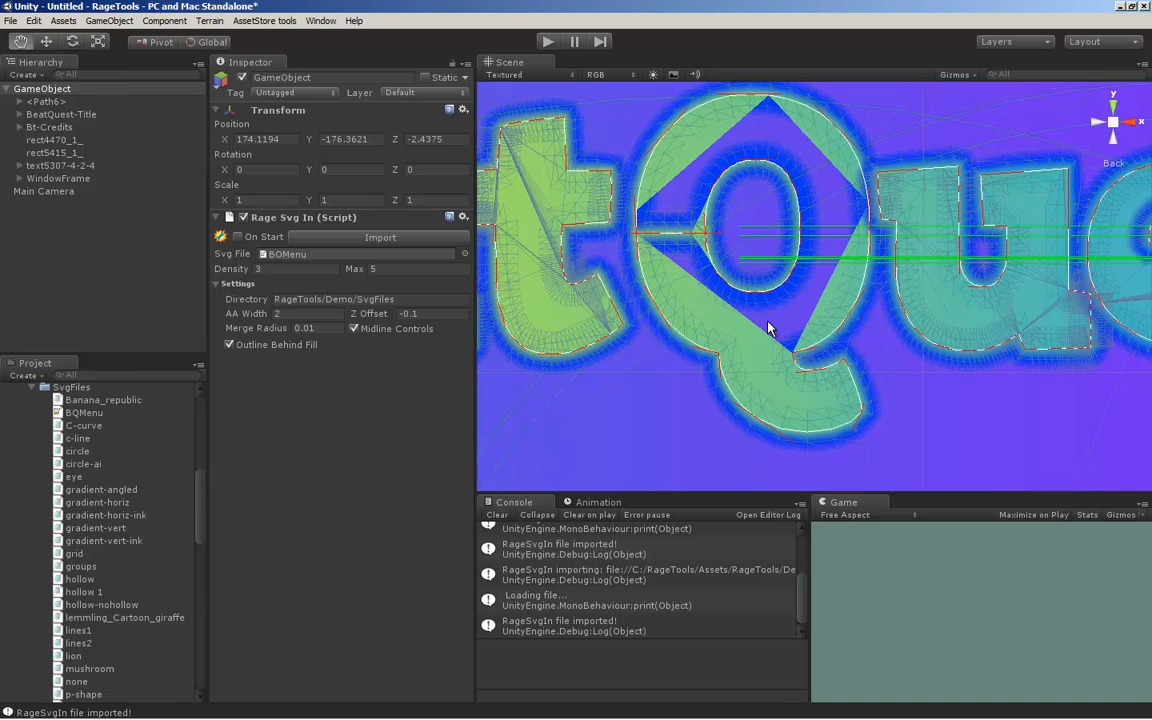 Unity - Untitled - RageTools - PC and Mac Standalone*
File Edit Assets GameObject Component Terrain AssetStore tools Window Help
Pivot Global Layers Layout
Hierarchy
Create All
GameObject
<Path6>
BeatQuest-Title
Bt-Credits
rect4470_1_
rect5415_1_
text5307-4-2-4
WindowFrame
Main Camera
Inspector
GameObject Static
Tag Untagged Layer Default
Transform
Position
X 174.1194 Y -176.3621 Z -2.4375
Rotation
X 0 Y 0 Z 0
Scale
X 1 Y 1 Z 1
Rage Svg In (Script)
On Start Import
Svg File BQMenu
Density 3 Max 5
Settings
Directory RageTools/Demo/SvgFiles
AA Width 2 Z Offset -0.1
Merge Radius 0.01 Midline Controls
Outline Behind Fill
Scene
Textured RGB Gizmos All
y
x
Back
t Q u
Project
Create All
SvgFiles
Banana_republic
BQMenu
C-curve
c-line
circle
circle-ai
eye
gradient-angled
gradient-horiz
gradient-horiz-ink
gradient-vert
gradient-vert-ink
grid
groups
hollow
hollow 1
hollow-nohollow
lemmling_Cartoon_giraffe
lines1
lines2
lion
mushroom
none
p-shape
Console Animation
Clear Collapse Clear on play Error pause Open Editor Log
UnityEngine.MonoBehaviour:print(Object)
RageSvgIn file imported!
UnityEngine.Debug:Log(Object)
RageSvgIn importing: file://C:/RageTools/Assets/RageTools/De
UnityEngine.Debug:Log(Object)
Loading file...
UnityEngine.MonoBehaviour:print(Object)
RageSvgIn file imported!
UnityEngine.Debug:Log(Object)
Game
Free Aspect Maximize on Play Stats Gizmos
RageSvgIn file imported!